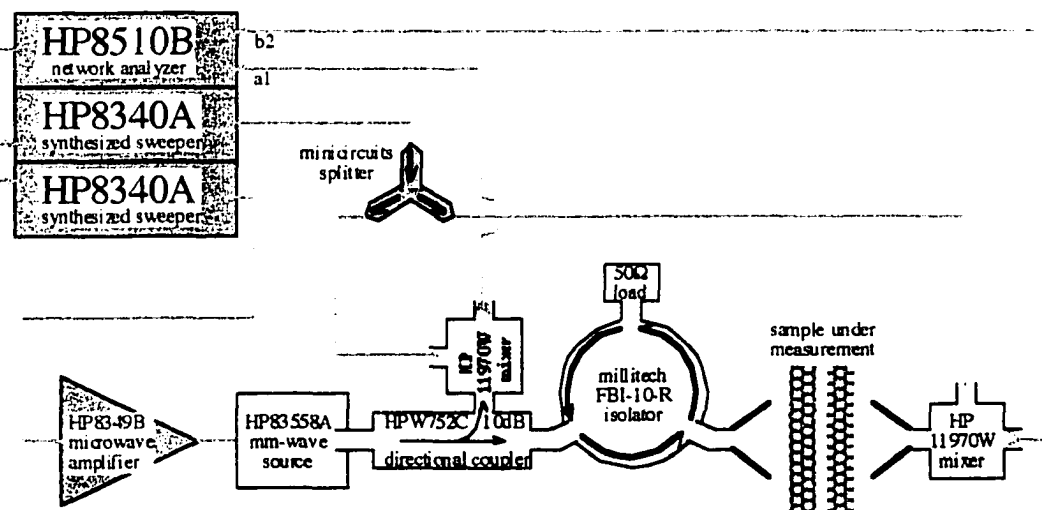 HP8510B
network analyzer
b2
a1
HP8340A
synthesized sweeper
HP8340A
synthesized sweeper
minicircuits
splitter
50Ω
load
HP
11970W
mixer
sample under
measurement
millitech
FBI-10-R
isolator
HP8349B
microwave
amplifier
HP83558A
mm-wave
source
HPW752C 10dB
directional coupler
HP
11970W
mixer